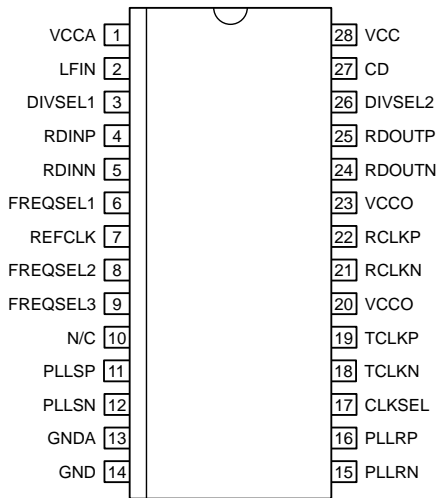 VCCA 1 28 VCC
LFIN 2 27 CD
DIVSEL1 3 26 DIVSEL2
RDINP 4 25 RDOUTP
RDINN 5 24 RDOUTN
FREQSEL1 6 23 VCCO
REFCLK 7 22 RCLKP
FREQSEL2 8 21 RCLKN
FREQSEL3 9 20 VCCO
N/C 10 19 TCLKP
PLLSP 11 18 TCLKN
PLLSN 12 17 CLKSEL
GNDA 13 16 PLLRP
GND 14 15 PLLRN